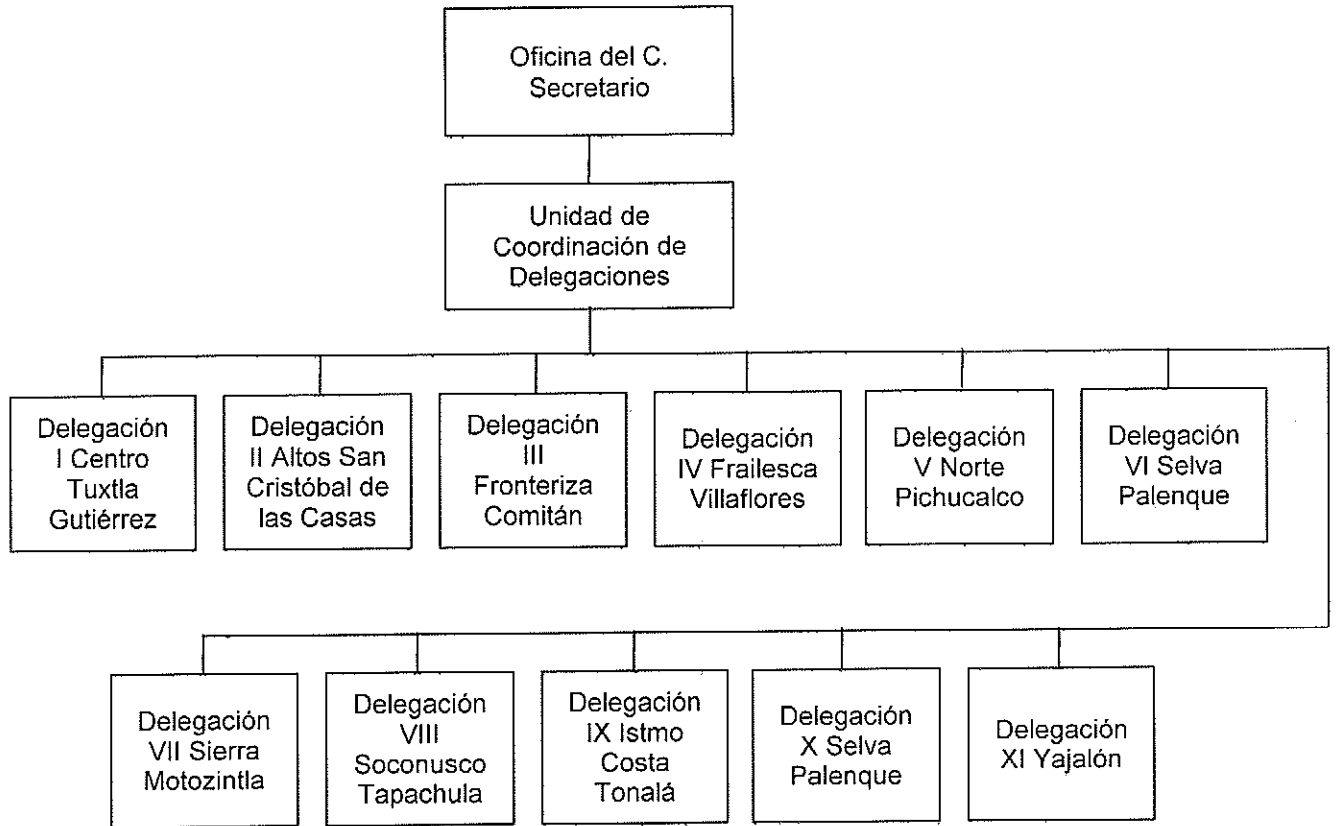 Oficina del C.
Secretario
Unidad de
Coordinación de
Delegaciones
Delegación
I Centro
Tuxtla
Gutiérrez
Delegación
II Altos San
Cristóbal de
las Casas
Delegación
III
Fronteriza
Comitán
Delegación
IV Frailesca
Villaflores
Delegación
V Norte
Pichucalco
Delegación
VI Selva
Palenque
Delegación
VII Sierra
Motozintla
Delegación
VIII
Soconusco
Tapachula
Delegación
IX Istmo
Costa
Tonalá
Delegación
X Selva
Palenque
Delegación
XI Yajalón